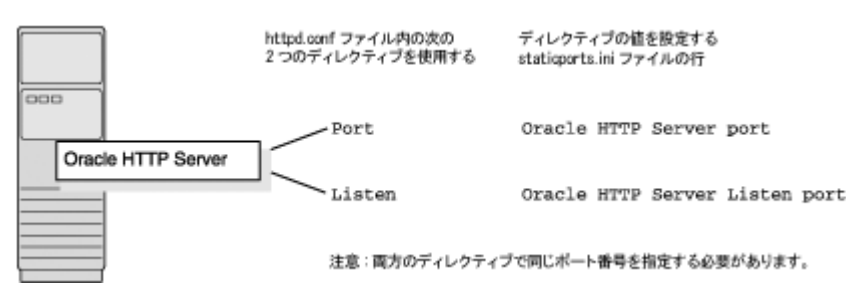 httpd.conf ファイル内の次の
2 つのディレクティブを使用する
ディレクティブの値を設定する
staticports.ini ファイルの行
Port
Oracle HTTP Server port
Oracle HTTP Server
Listen
Oracle HTTP Server Listen port
注意 : 両方のディレクティブで同じポート番号を指定する必要があります。